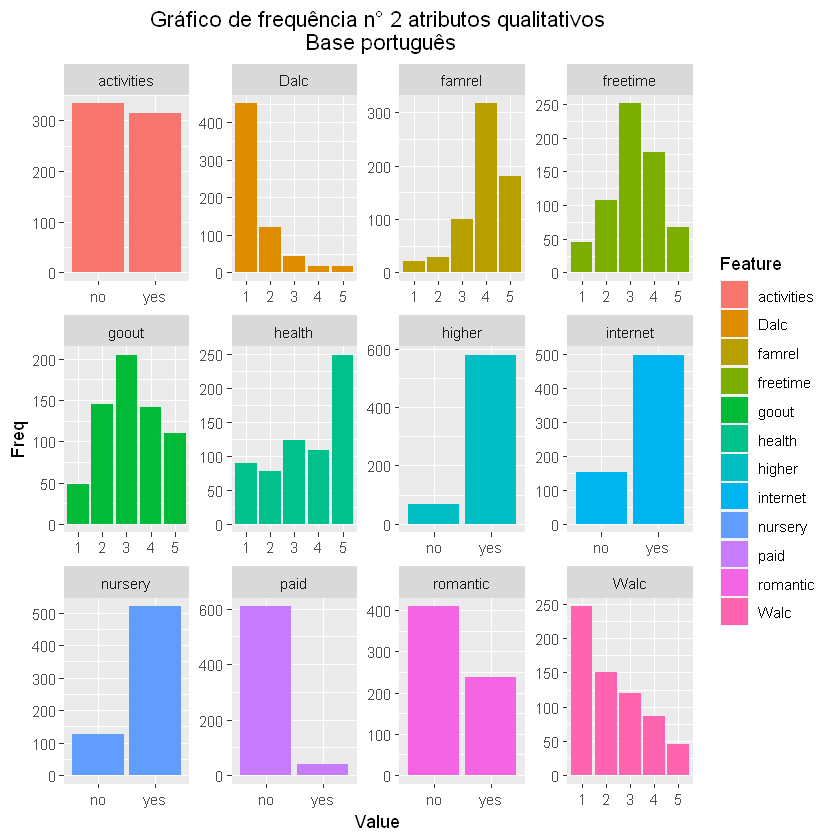 Gráfico de frequência n° 2 atributos qualitativos
Base português
activities
Dalc
famrel
freetime
300
200
100
0
no yes
400
300
200
100
0
1 2 3 4 5
300
200
100
0
1 2 3 4 5
250
200
150
100
50
0
1 2 3 4 5
goout
health
higher
internet
200
150
100
50
0
1 2 3 4 5
250
200
150
100
50
0
1 2 3 4 5
600
400
200
0
no yes
500
400
300
200
100
0
no yes
nursery
paid
romantic
Walc
500
400
300
200
100
0
no yes
600
400
200
0
no yes
400
300
200
100
0
no yes
250
200
150
100
50
0
1 2 3 4 5
Freq
Value
Feature
activities
Dalc
famrel
freetime
goout
health
higher
internet
nursery
paid
romantic
Walc